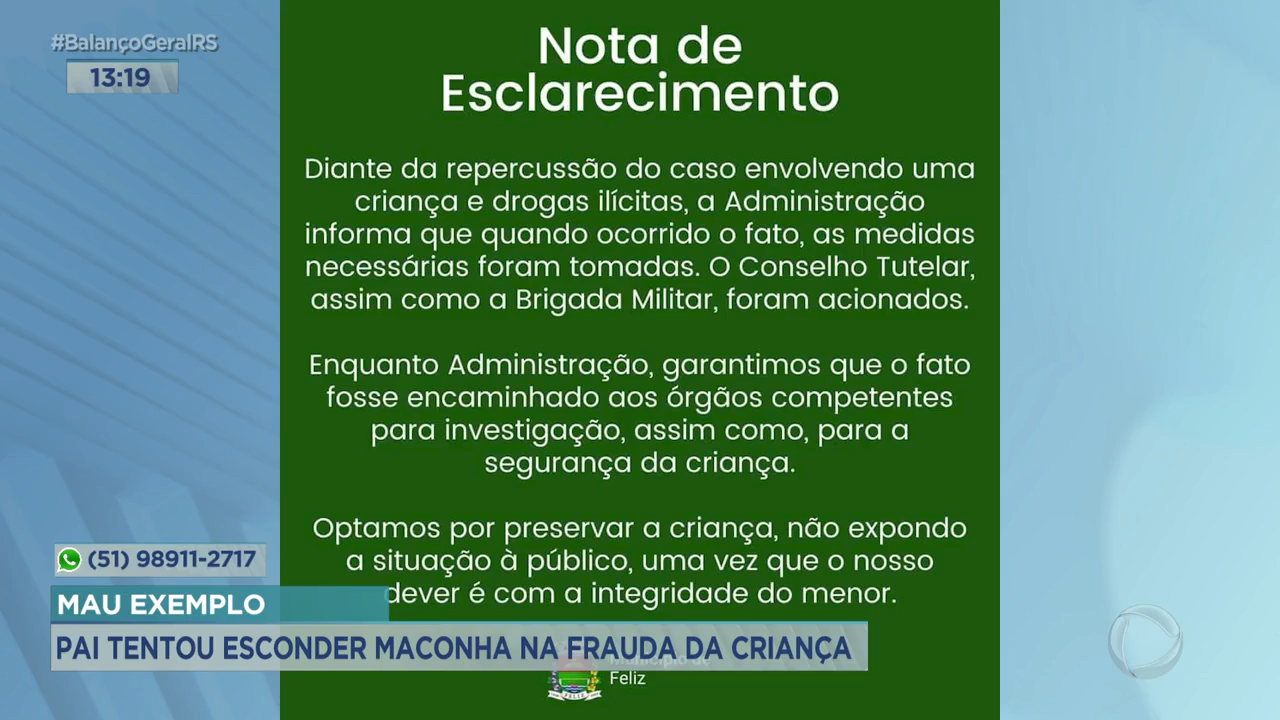 #BalançoGeralRS
13:19
Nota de
Esclarecimento
Diante da repercussão do caso envolvendo uma
criança e drogas ilícitas, a Administração
informa que quando ocorrido o fato, as medidas
necessárias foram tomadas. O Conselho Tutelar,
assim como a Brigada Militar, foram acionados.
Enquanto Administração, garantimos que o fato
fosse encaminhado aos órgãos competentes
para investigação, assim como, para a
segurança da criança.
Optamos por preservar a criança, não expondo
a situação à público, uma vez que o nosso
dever é com a integridade do menor.
(51) 98911-2717
MAU EXEMPLO
PAI TENTOU ESCONDER MACONHA NA FRAUDA DA CRIANÇA
Município de
Feliz